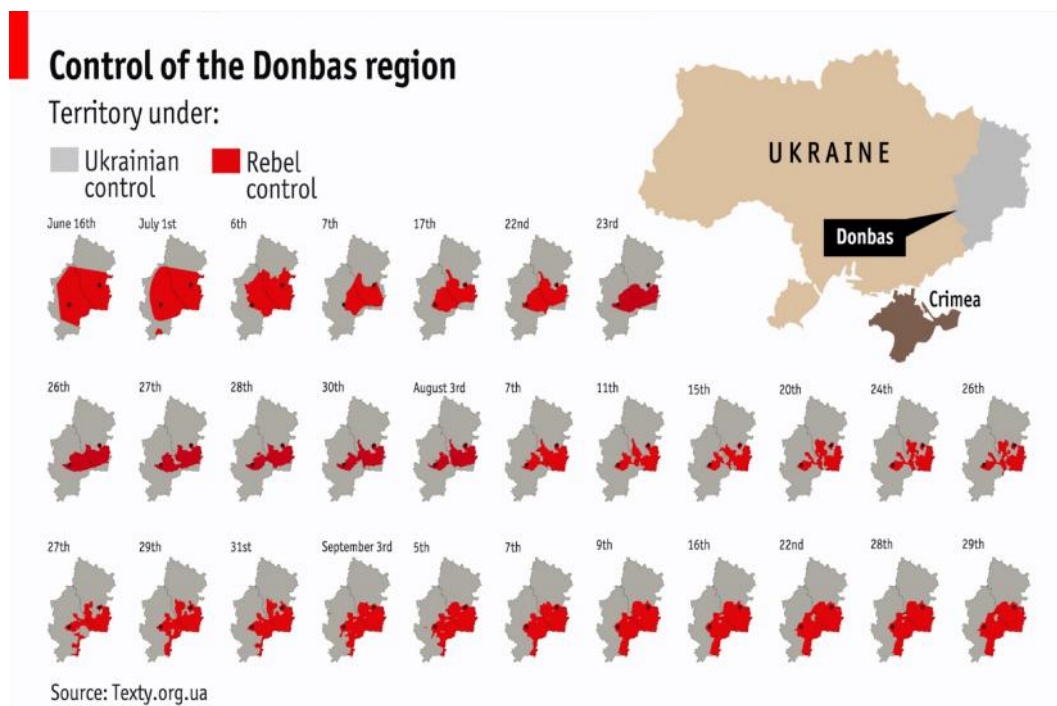 Control of the Donbas region
Territory under:
Ukrainian control
Rebel control
UKRAINE
Donbas
Crimea
June 16th
July 1st
6th
7th
17th
22nd
23rd
26th
27th
28th
30th
August 3rd
7th
11th
15th
20th
24th
26th
27th
29th
31st
September 3rd
5th
7th
9th
16th
22nd
28th
29th
Source: Texty.org.ua